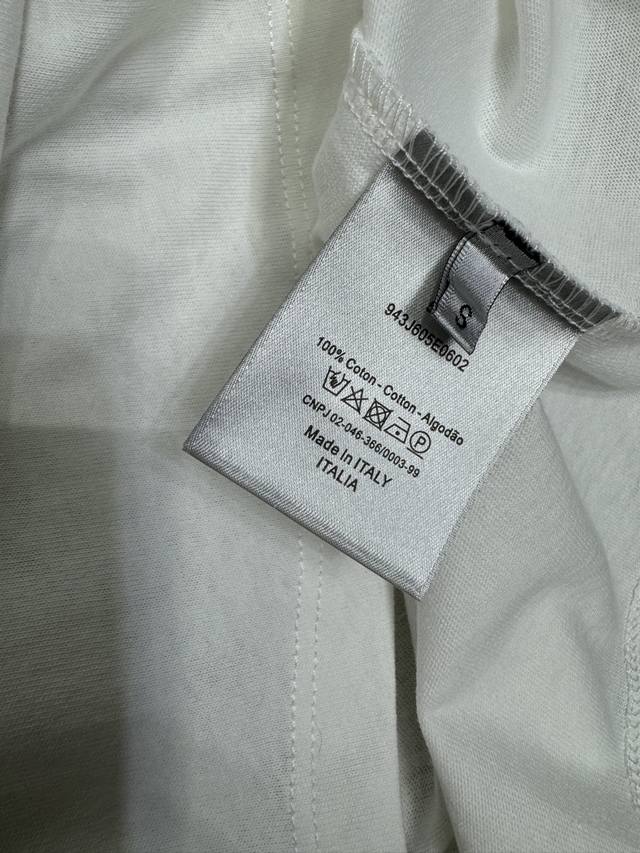 S
943J605E0602
100% Coton - Cotton - Algodão
CNPJ 02-046-366/0003-99
Made in ITALY
ITALIA